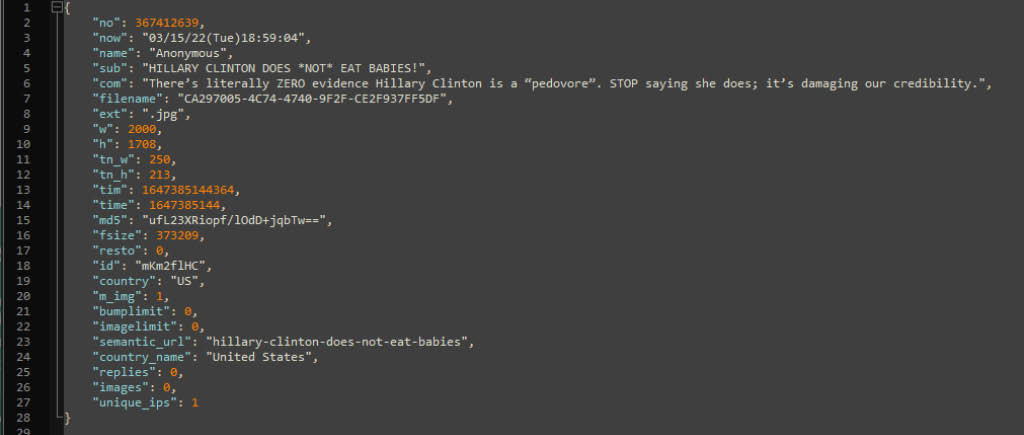 1 {
2 "no": 367412639,
3 "now": "03/15/22(Tue)18:59:04",
4 "name": "Anonymous",
5 "sub": "HILLARY CLINTON DOES *NOT* EAT BABIES!",
6 "com": "There’s literally ZERO evidence Hillary Clinton is a “pedovore”. STOP saying she does; it’s damaging our credibility.",
7 "filename": "CA297005-4C74-4740-9F2F-CE2F937FF5DF",
8 "ext": ".jpg",
9 "w": 2000,
10 "h": 1708,
11 "tn_w": 250,
12 "tn_h": 213,
13 "tim": 1647385144364,
14 "time": 1647385144,
15 "md5": "ufL23XRiopf/lOdD+jqbTw==",
16 "fsize": 373209,
17 "resto": 0,
18 "id": "mKm2flHC",
19 "country": "US",
20 "m_img": 1,
21 "bumplimit": 0,
22 "imagelimit": 0,
23 "semantic_url": "hillary-clinton-does-not-eat-babies",
24 "country_name": "United States",
25 "replies": 0,
26 "images": 0,
27 "unique_ips": 1
28 }
29